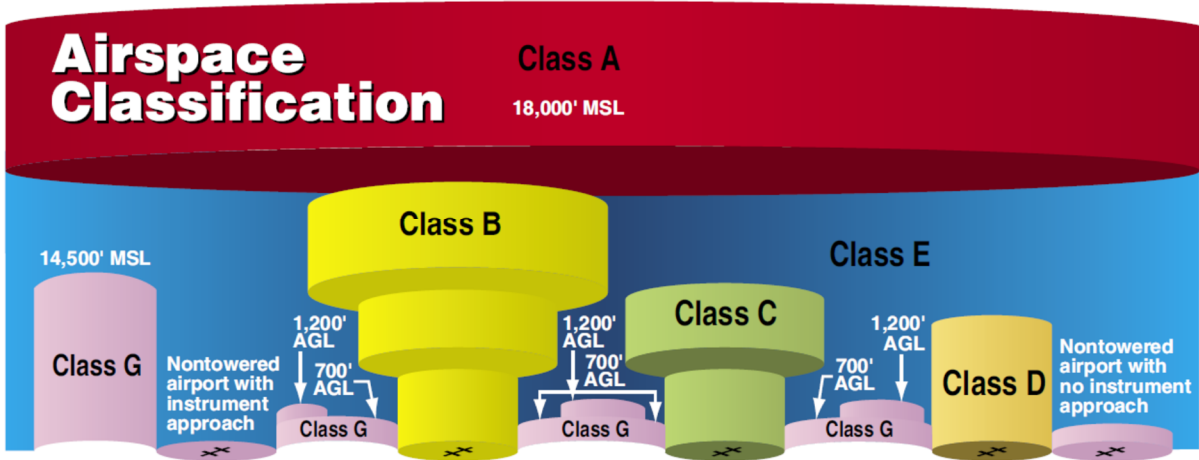 Airspace
Classification
Class A
18,000' MSL
Class B
14,500' MSL
Class E
Class C
1,200'
AGL
1,200'
AGL
1,200'
AGL
Class G
Nontowered
airport with
instrument
approach
700'
AGL
700'
AGL
700'
AGL
Class D
Nontowered
airport with
no instrument
approach
Class G
Class G
Class G